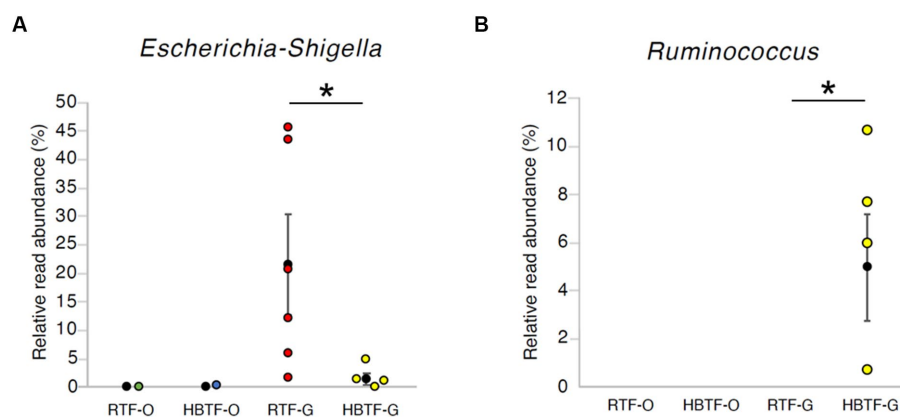 A
Escherichia-Shigella
Relative read abundance (%)
50
45
40
35
30
25
20
15
10
5
0
*
RTF-O HBTF-O RTF-G HBTF-G
B
Ruminococcus
Relative read abundance (%)
12
10
8
6
4
2
0
*
RTF-O HBTF-O RTF-G HBTF-G